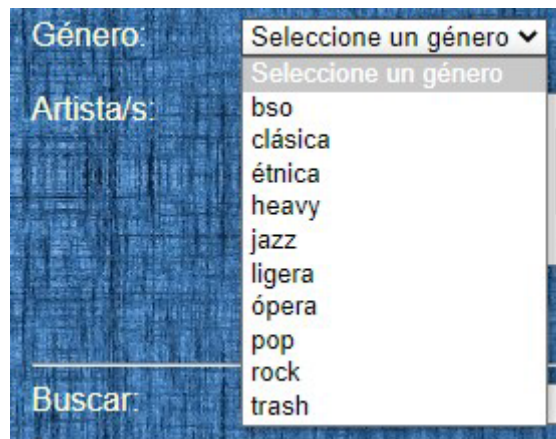 Género:
Seleccione un género
Seleccione un género
Artista/s:
bso
clásica
étnica
heavy
jazz
ligera
ópera
pop
rock
trash
Buscar: